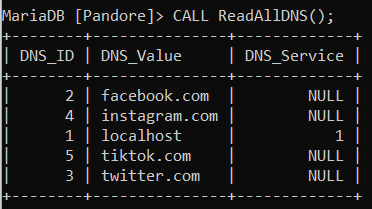 MariaDB [Pandore]> CALL ReadAllDNS();
+--------+---------------+-------------+
| DNS_ID | DNS_Value     | DNS_Service |
+--------+---------------+-------------+
|      2 | facebook.com  |        NULL |
|      4 | instagram.com |        NULL |
|      1 | localhost     |           1 |
|      5 | tiktok.com    |        NULL |
|      3 | twitter.com   |        NULL |
+--------+---------------+-------------+